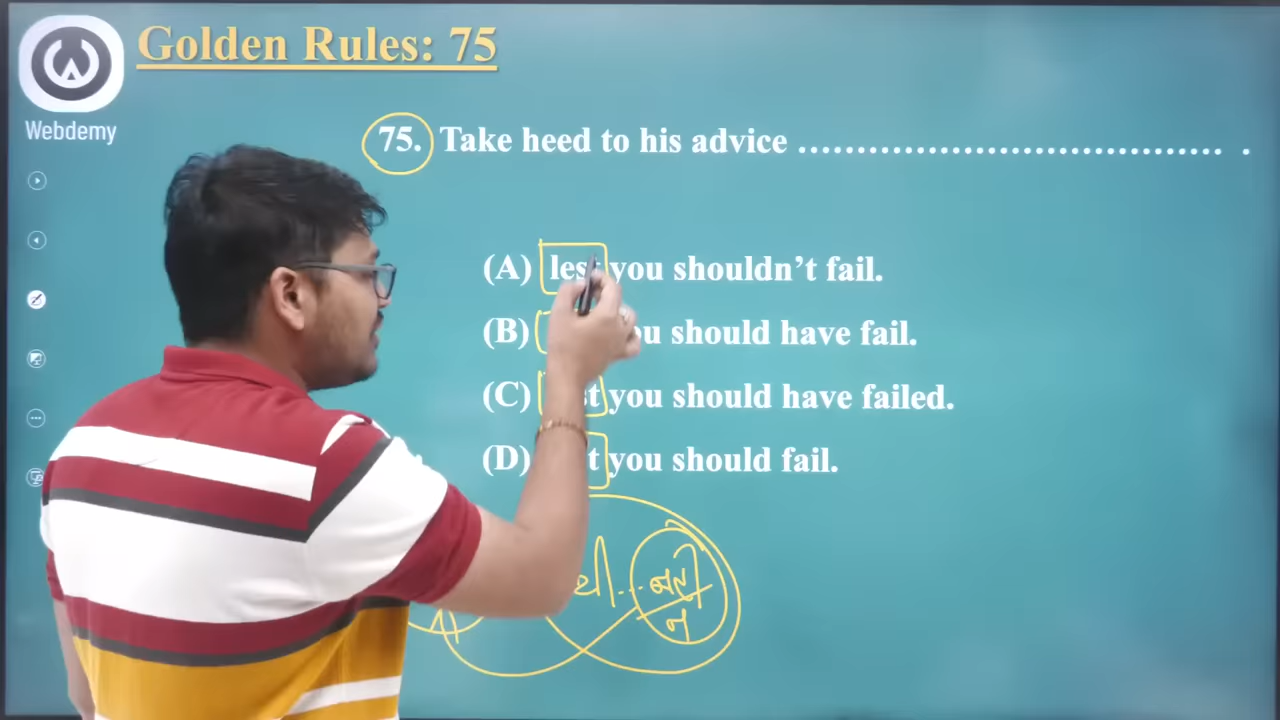 Golden Rules: 75
Webdemy
75. Take heed to his advice ....................................
(A) lest you shouldn't fail.
(B) you should have fail.
(C) you should have failed.
(D) you should fail.